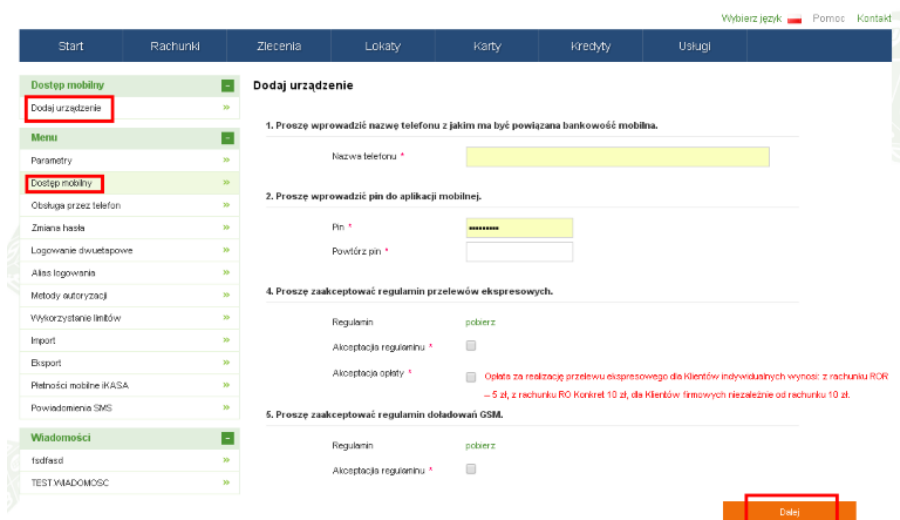 Wybierz język Pomoc Kontakt
Start Rachunki Zlecenia Lokaty Karty Kredyty Usługi
Dostęp mobilny
Dodaj urządzenie
Menu
Parametry
Dostęp mobilny
Obsługa przez telefon
Zmiana hasła
Logowanie dwuetapowe
Alias logowania
Metody autoryzacji
Wykorzystanie limitów
Import
Eksport
Płatności mobilne iKASA
Powiadomienia SMS
Wiadomości
fsdfasd
TEST.WIADOMOSC
Dodaj urządzenie
1. Proszę wprowadzić nazwę telefonu z jakim ma być powiązana bankowość mobilna.
Nazwa telefonu *
2. Proszę wprowadzić pin do aplikacji mobilnej.
Pin *
Powtórz pin *
4. Proszę zaakceptować regulamin przelewów ekspresowych.
Regulamin pobierz
Akceptacja regulaminu *
Akceptacja opłaty * Opłata za realizację przelewu ekspresowego dla Klientów indywidualnych wynosi: z rachunku ROR
– 5 zł, z rachunku RO Konkret 10 zł, dla Klientów firmowych niezależnie od rachunku 10 zł.
5. Proszę zaakceptować regulamin doładowań GSM.
Regulamin pobierz
Akceptacja regulaminu *
Dalej